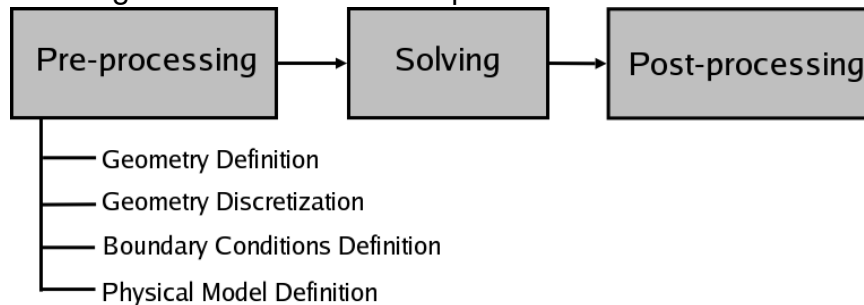 Pre-processing
Solving
Post-processing
Geometry Definition
Geometry Discretization
Boundary Conditions Definition
Physical Model Definition